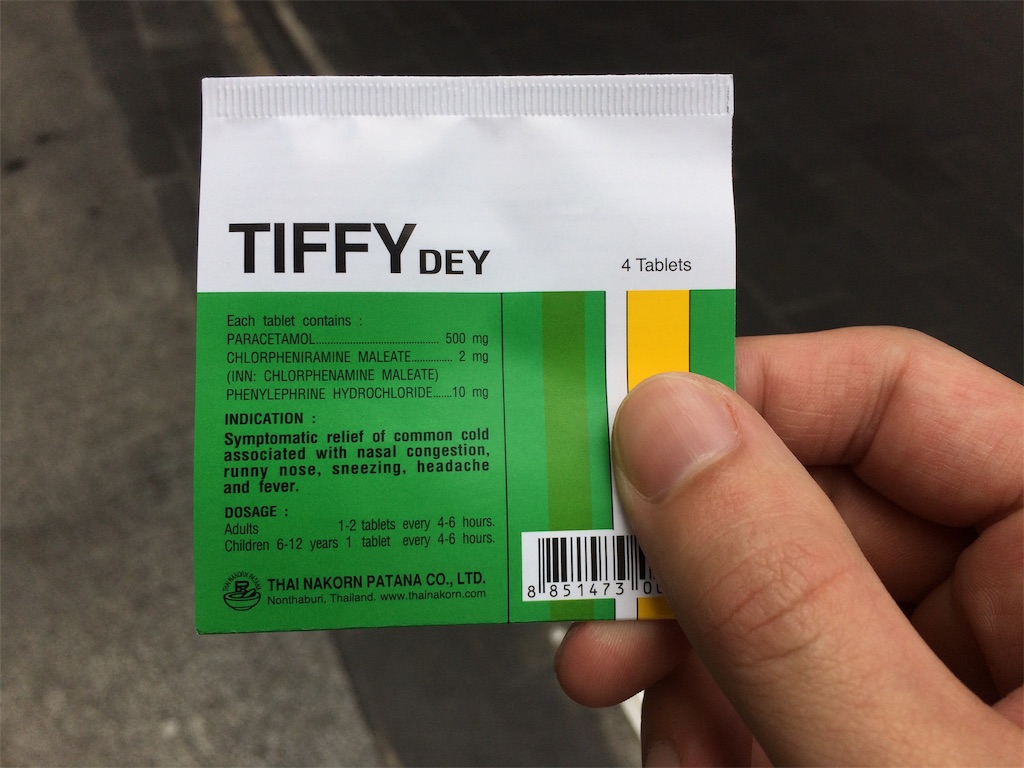 TIFFY DEY
4 Tablets
Each tablet contains :
PARACETAMOL.......................................... 500 mg
CHLORPHENIRAMINE MALEATE............. 2 mg
(INN: CHLORPHENAMINE MALEATE)
PHENYLEPHRINE HYDROCHLORIDE......10 mg
INDICATION :
Symptomatic relief of common cold
associated with nasal congestion,
runny nose, sneezing, headache
and fever.
DOSAGE :
Adults 1-2 tablets every 4-6 hours.
Children 6-12 years 1 tablet every 4-6 hours.
THAI NAKORN PATANA CO., LTD.
Nonthaburi, Thailand. www.thainakorn.com
8 851473